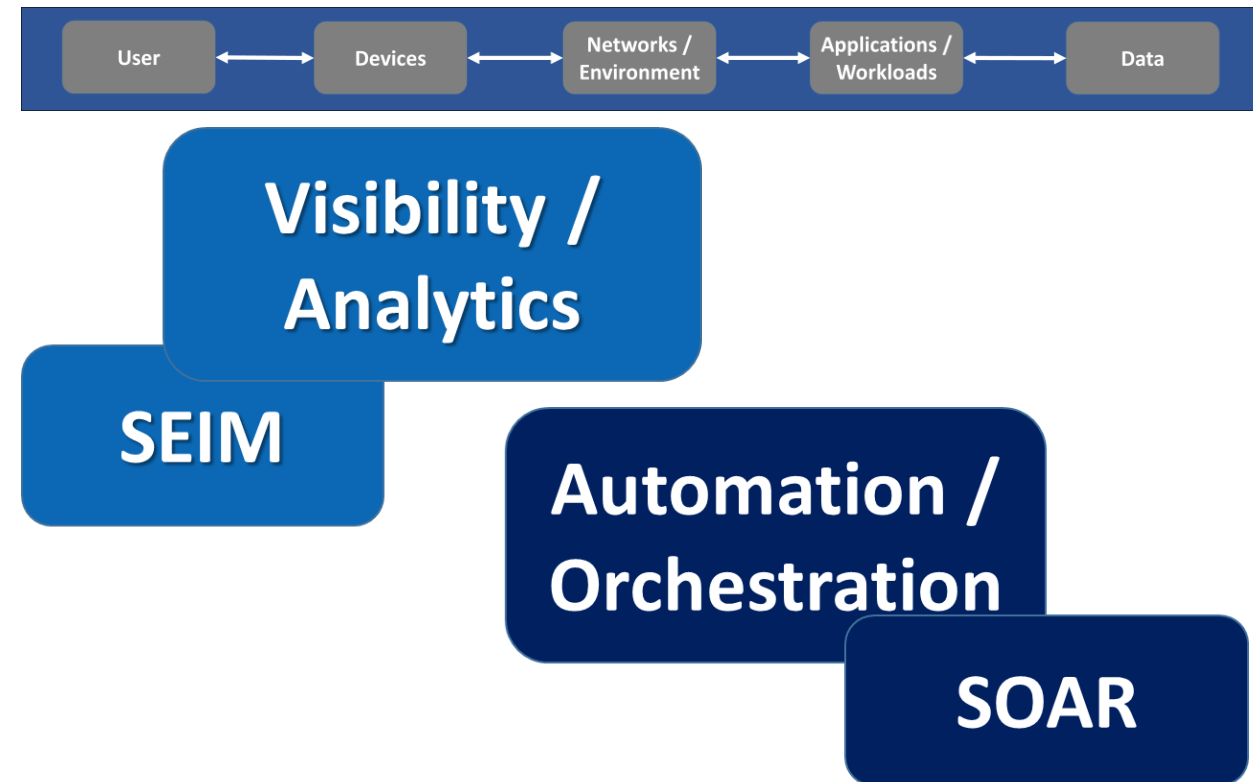 User
Devices
Networks /
Environment
Applications /
Workloads
Data
Visibility /
Analytics
SEIM
Automation /
Orchestration
SOAR